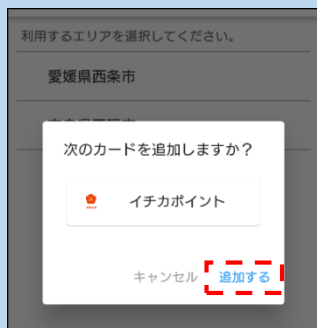 利用するエリアを選択してください。
愛媛県西条市
次のカードを追加しますか？
イチカポイント
キャンセル 追加する